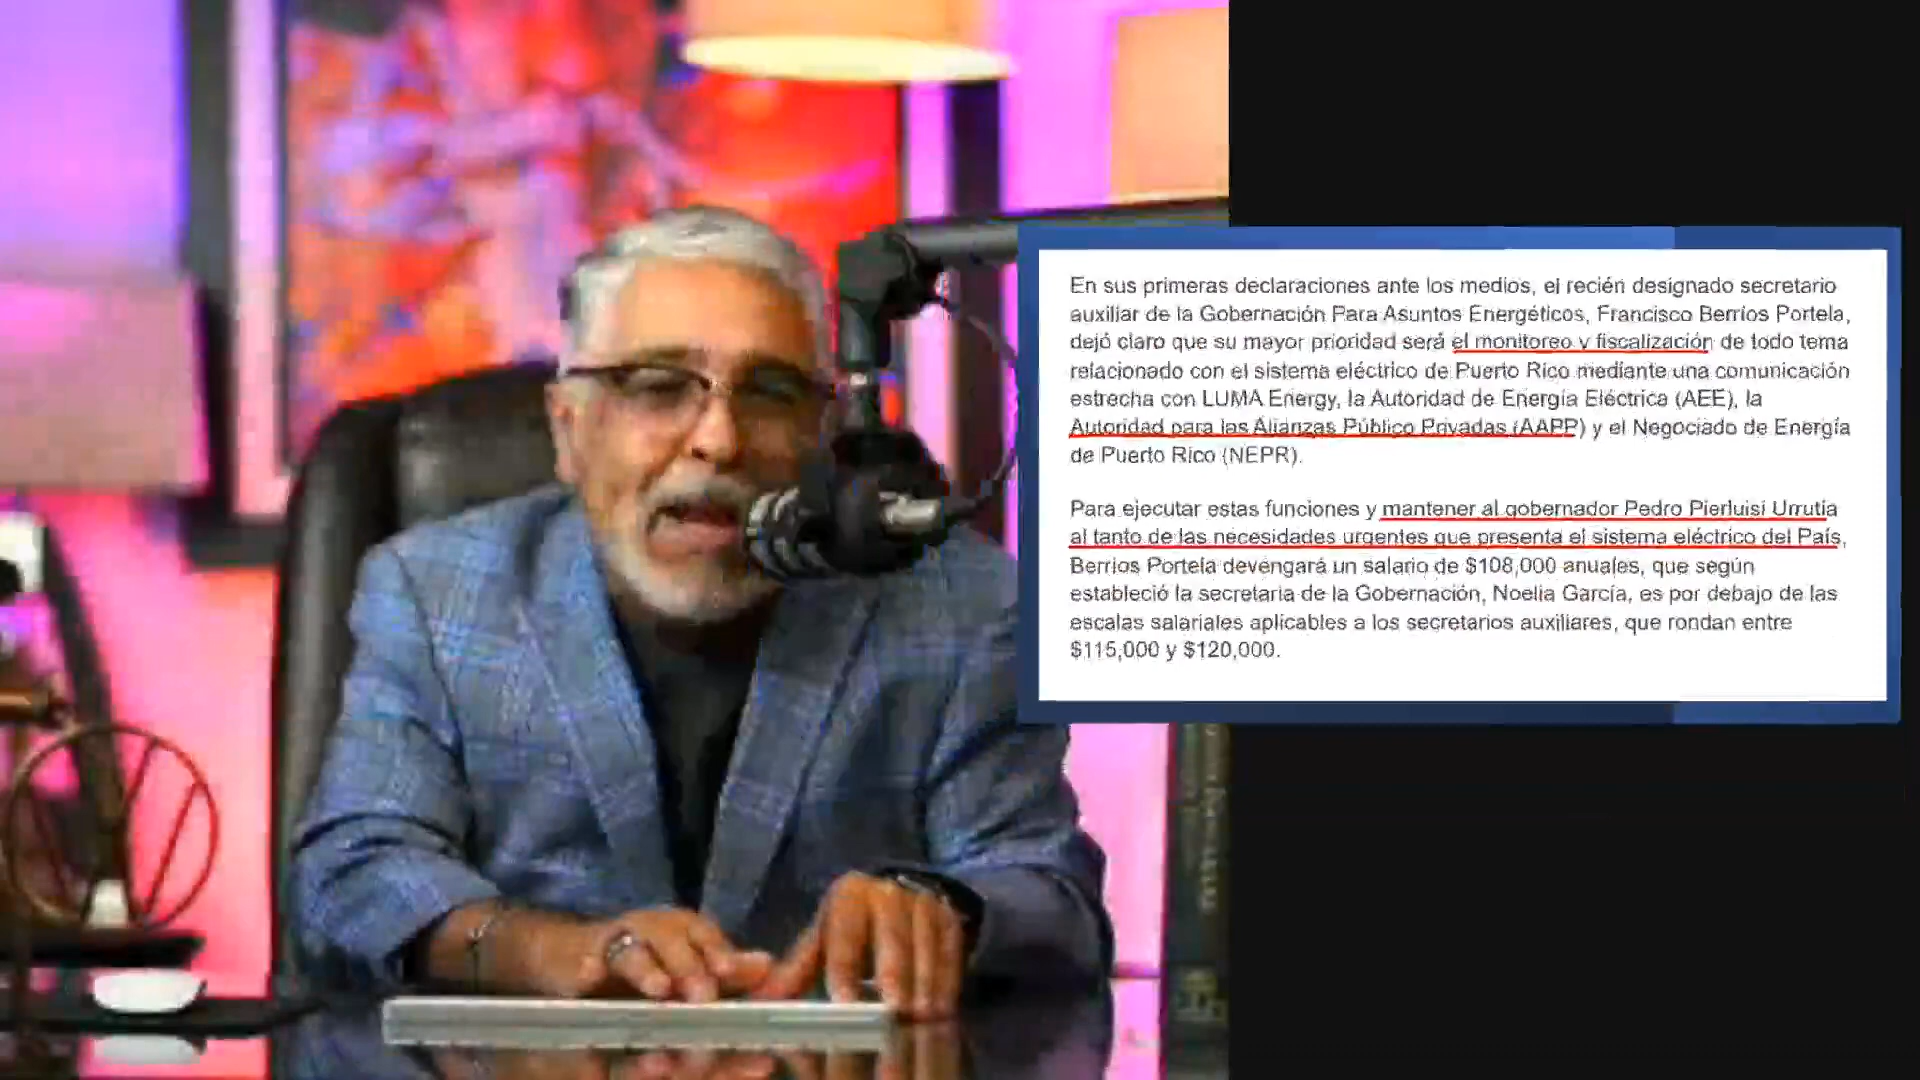 En sus primeras declaraciones ante los medios, el recién designado secretario
auxiliar de la Gobernación Para Asuntos Energéticos, Francisco Berríos Portela,
dejó claro que su mayor prioridad será el monitoreo y fiscalización de todo tema
relacionado con el sistema eléctrico de Puerto Rico mediante una comunicación
estrecha con LUMA Energy, la Autoridad de Energía Eléctrica (AEE), la
Autoridad para las Alianzas Público Privadas (AAPP) y el Negociado de Energía
de Puerto Rico (NEPR).
Para ejecutar estas funciones y mantener al gobernador Pedro Pierluisi Urrutia
al tanto de las necesidades urgentes que presenta el sistema eléctrico del País,
Berríos Portela devengará un salario de $108,000 anuales, que según
estableció la secretaria de la Gobernación, Noelia García, es por debajo de las
escalas salariales aplicables a los secretarios auxiliares, que rondan entre
$115,000 y $120,000.